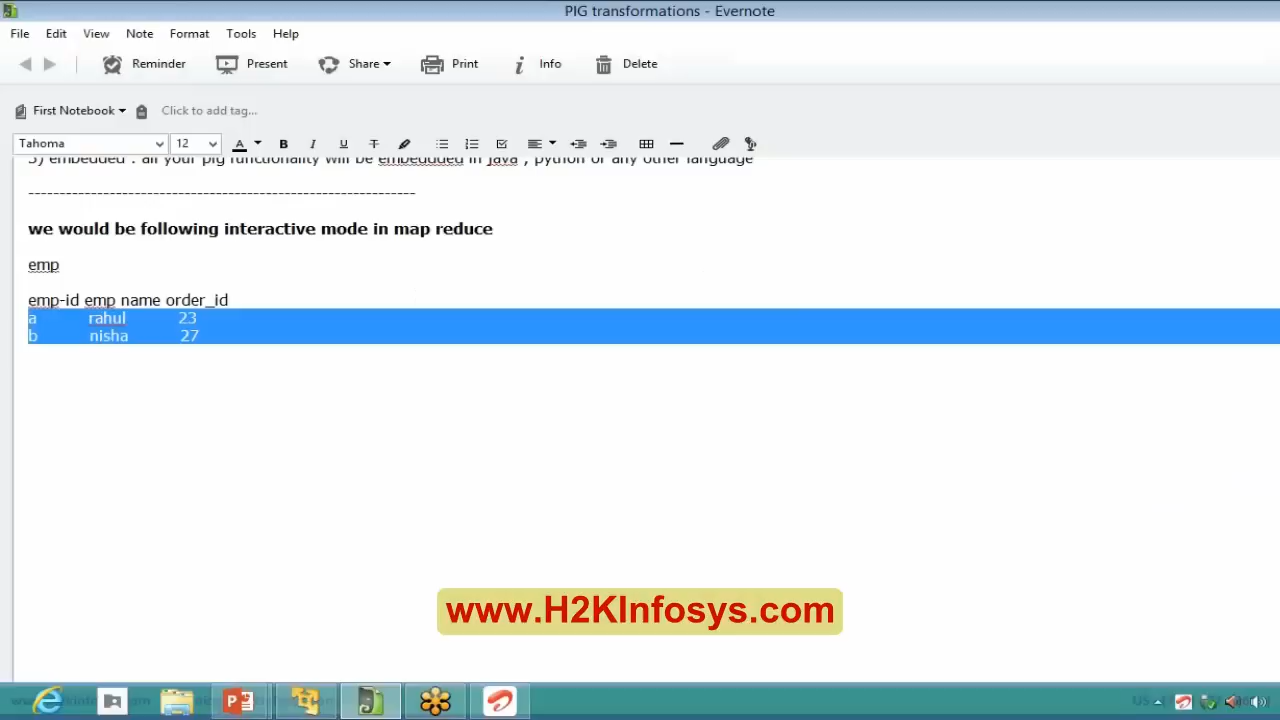 PIG transformations - Evernote
File Edit View Note Format Tools Help
Reminder Present Share Print Info Delete
First Notebook Click to add tag...
Tahoma 12 A B I U T
3) embedded : all your pig functionality will be embeddded in java , python or any other language
--------------------------------------------------------------
we would be following interactive mode in map reduce
emp
emp-id emp name order_id
a rahul 23
b nisha 27
www.H2KInfosys.com